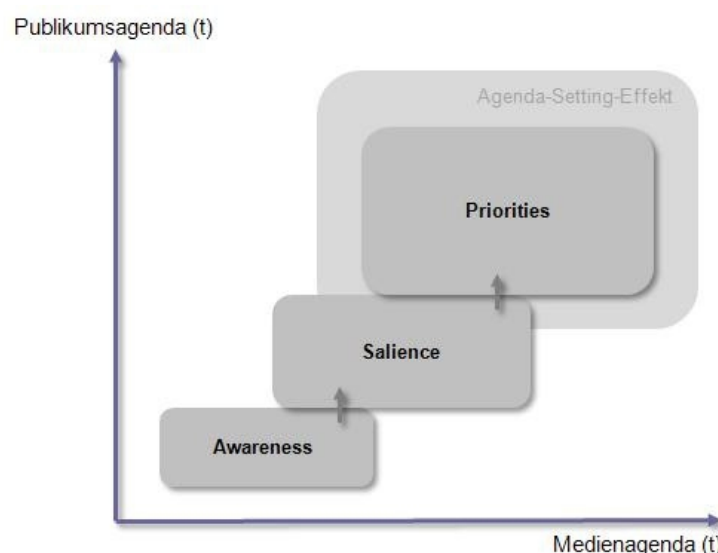 Publikumsagenda (t)
Agenda-Setting-Effekt
Priorities
Salience
Awareness
Medienagenda (t)